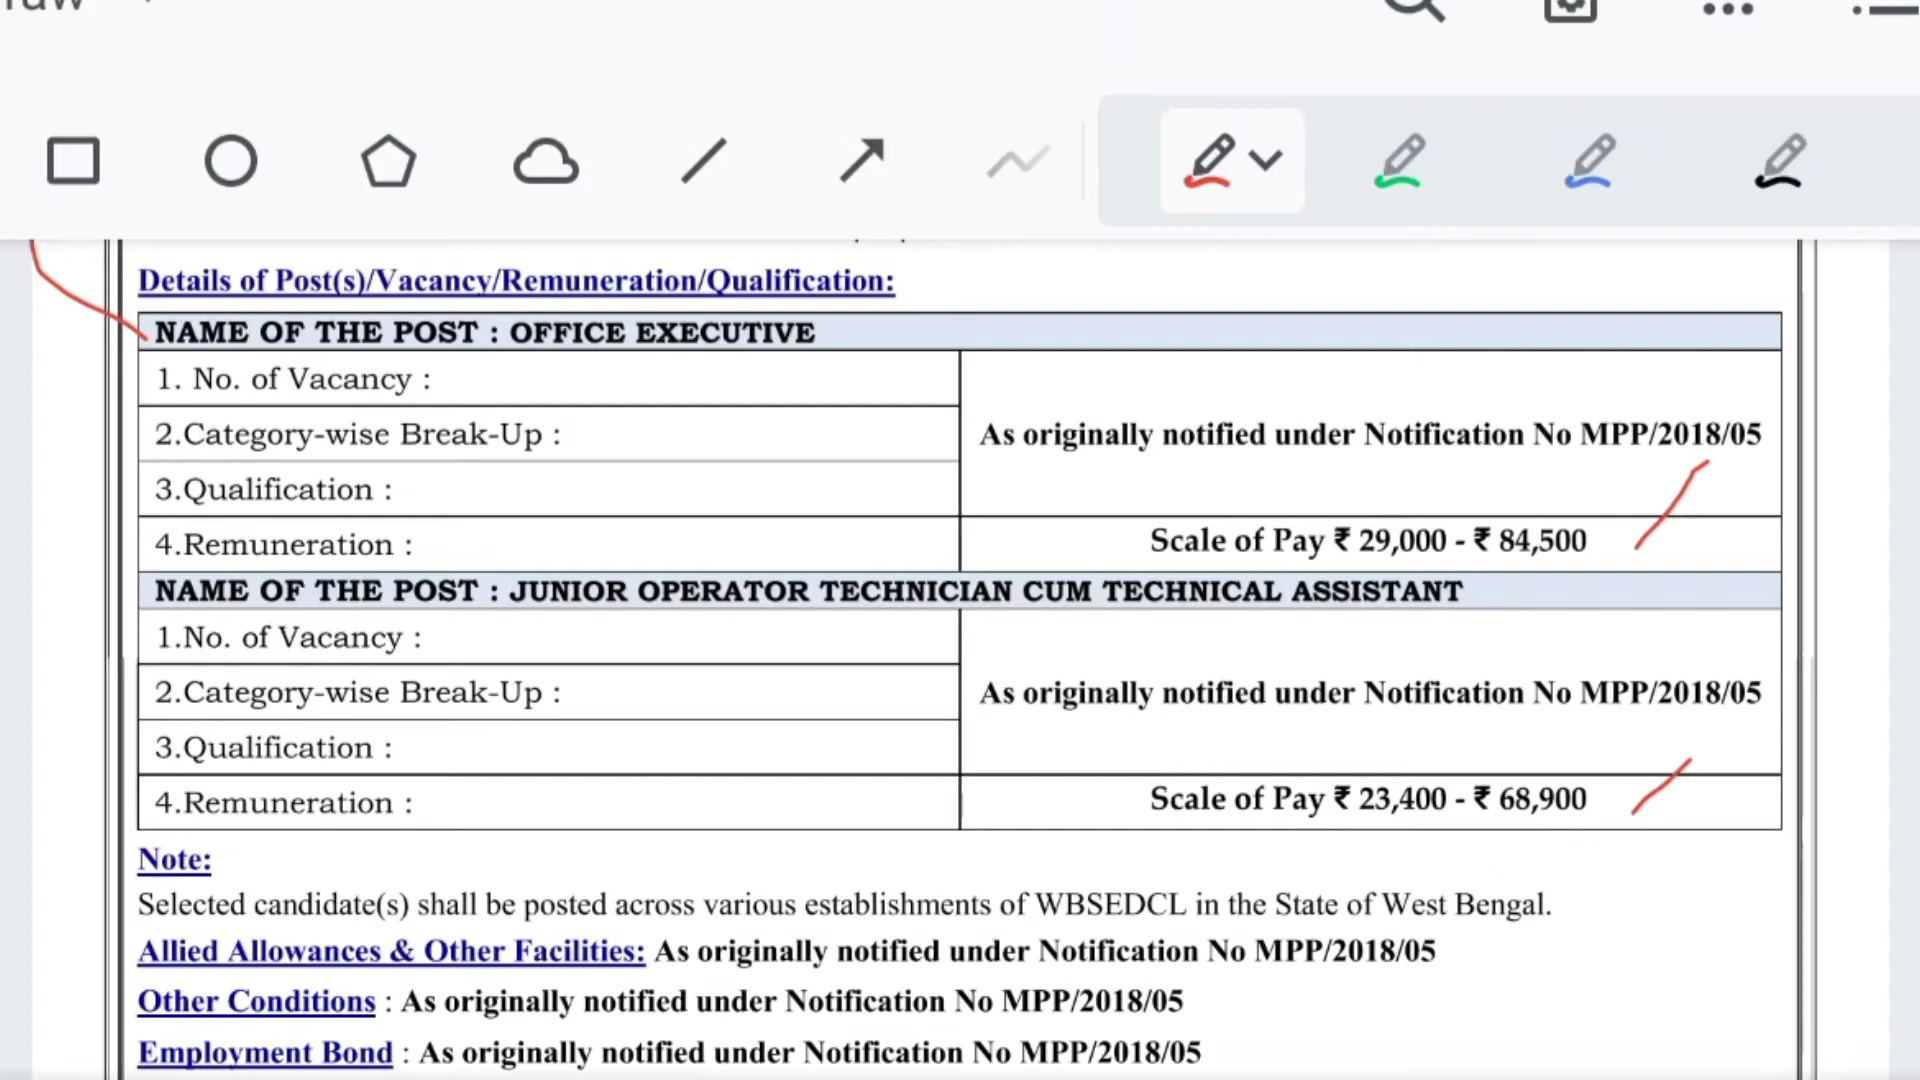 Details of Post(s)/Vacancy/Remuneration/Qualification:
NAME OF THE POST : OFFICE EXECUTIVE
1. No. of Vacancy :
2.Category-wise Break-Up :
As originally notified under Notification No MPP/2018/05
3.Qualification :
4.Remuneration :
Scale of Pay ₹ 29,000 - ₹ 84,500
NAME OF THE POST : JUNIOR OPERATOR TECHNICIAN CUM TECHNICAL ASSISTANT
1.No. of Vacancy :
2.Category-wise Break-Up :
As originally notified under Notification No MPP/2018/05
3.Qualification :
4.Remuneration :
Scale of Pay ₹ 23,400 - ₹ 68,900
Note:
Selected candidate(s) shall be posted across various establishments of WBSEDCL in the State of West Bengal.
Allied Allowances & Other Facilities: As originally notified under Notification No MPP/2018/05
Other Conditions : As originally notified under Notification No MPP/2018/05
Employment Bond : As originally notified under Notification No MPP/2018/05